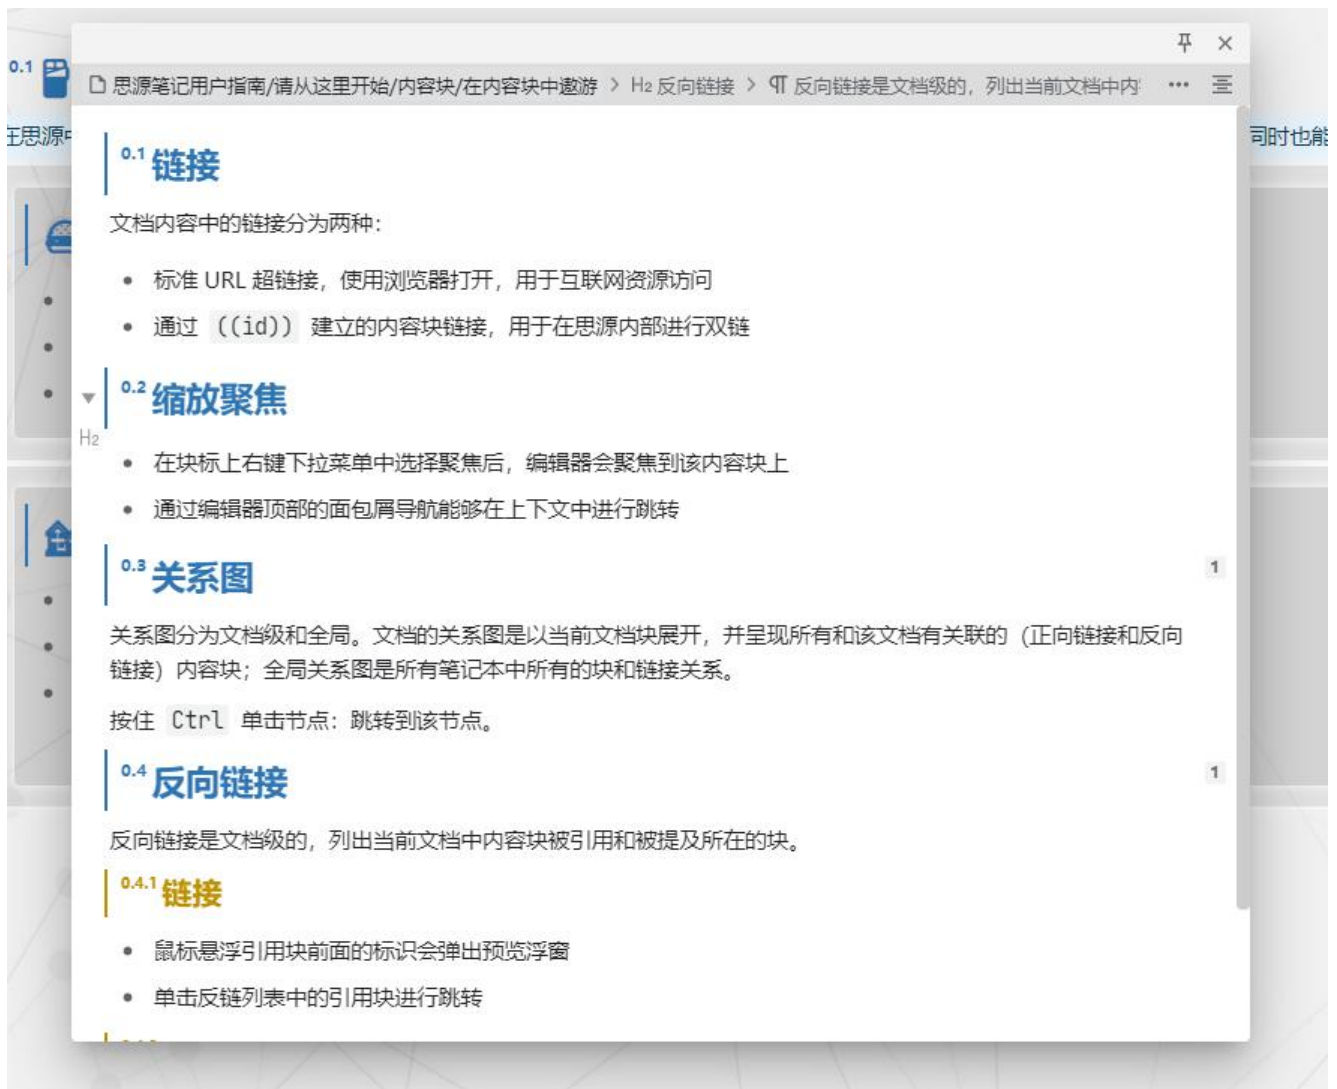 0.1
思源笔记用户指南/请从这里开始/内容块/在内容块中遨游 > H2 反向链接 > 反向链接是文档级的，列出当前文档中内
在思源
同时也能
0.1 链接
文档内容中的链接分为两种：
标准 URL 超链接，使用浏览器打开，用于互联网资源访问
通过 ((id)) 建立的内容块链接，用于在思源内部进行双链
0.2 缩放聚焦
H2
在块标上右键下拉菜单中选择聚焦后，编辑器会聚焦到该内容块上
通过编辑器顶部的面包屑导航能够在上下文中进行跳转
0.3 关系图
1
关系图分为文档级和全局。文档的关系图是以当前文档块展开，并呈现所有和该文档有关联的（正向链接和反向
链接）内容块；全局关系图是所有笔记本中所有的块和链接关系。
按住 Ctrl 单击节点：跳转到该节点。
0.4 反向链接
1
反向链接是文档级的，列出当前文档中内容块被引用和被提及所在的块。
0.4.1 链接
鼠标悬浮引用块前面的标识会弹出预览浮窗
单击反链列表中的引用块进行跳转